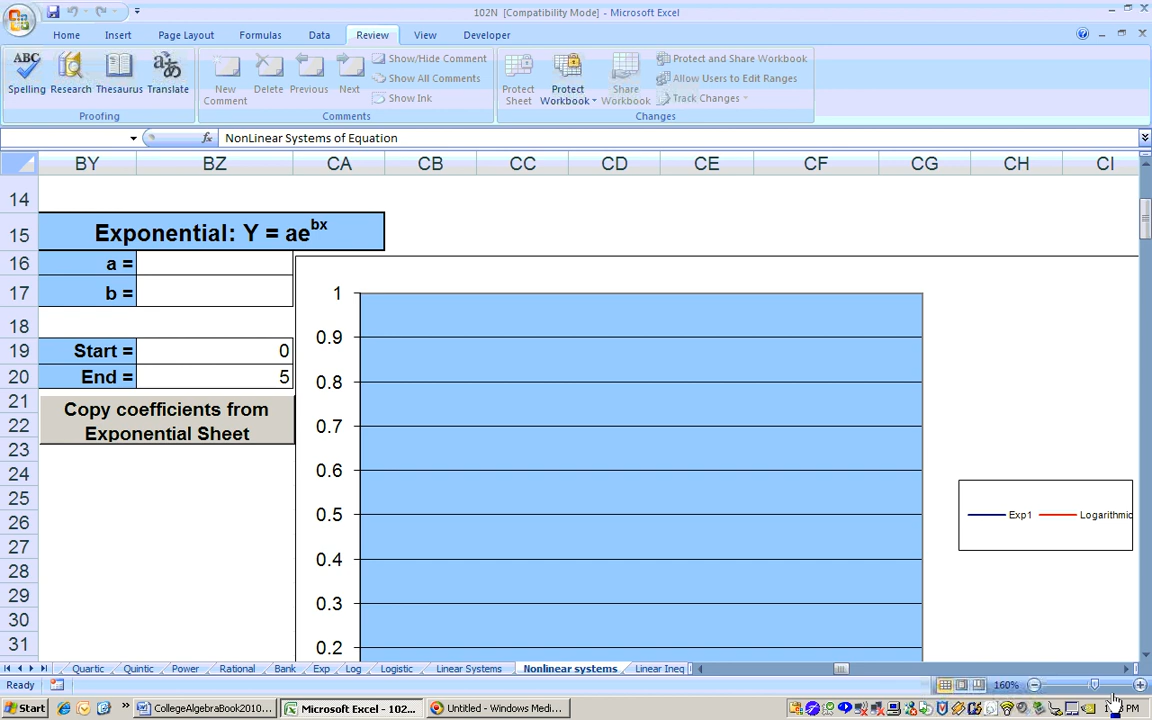 102N [Compatibility Mode] - Microsoft Excel
Home Insert Page Layout Formulas Data Review View Developer
ABC
Spelling Research Thesaurus Translate
Proofing
New Comment Delete Previous Next
Show/Hide Comment
Show All Comments
Show Ink
Comments
Protect Sheet Protect Workbook Share Workbook
Protect and Share Workbook
Allow Users to Edit Ranges
Track Changes
Changes
fx NonLinear Systems of Equation
BY BZ CA CB CC CD CE CF CG CH CI
14
15 Exponential: Y = ae^bx
16 a =
17 b =
18
19 Start = 0
20 End = 5
21
22
23
24
25
26
27
28
29
30
31
Copy coefficients from
Exponential Sheet
1
0.9
0.8
0.7
0.6
0.5
0.4
0.3
0.2
Exp1 Logarithmic
Quartic Quintic Power Rational Bank Exp Log Logistic Linear Systems Nonlinear systems Linear Ineq
Ready 160%
Start CollegeAlgebraBook2010... Microsoft Excel - 102... Untitled - Windows Medi...